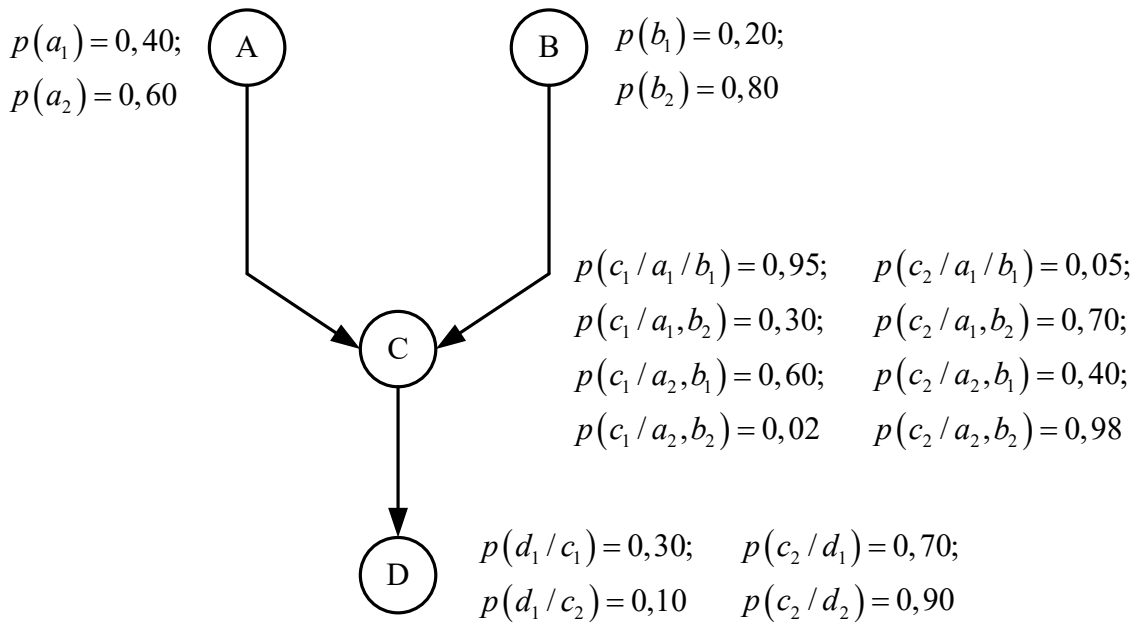 p(a₁) = 0,40;
p(a₂) = 0,60
A
B
p(b₁) = 0,20;
p(b₂) = 0,80
p(c₁ / a₁ / b₁) = 0,95; p(c₂ / a₁ / b₁) = 0,05;
p(c₁ / a₁, b₂) = 0,30; p(c₂ / a₁, b₂) = 0,70;
C
p(c₁ / a₂, b₁) = 0,60; p(c₂ / a₂, b₁) = 0,40;
p(c₁ / a₂, b₂) = 0,02 p(c₂ / a₂, b₂) = 0,98
D
p(d₁ / c₁) = 0,30; p(c₂ / d₁) = 0,70;
p(d₁ / c₂) = 0,10 p(c₂ / d₂) = 0,90